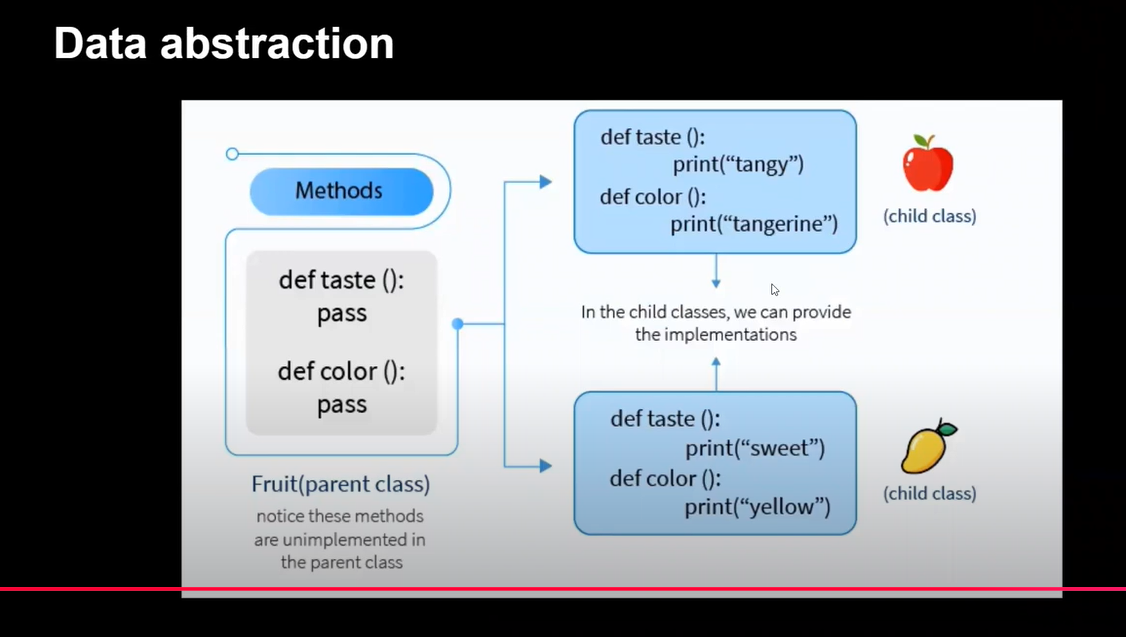 Data abstraction
Methods
def taste ():
pass
def color ():
pass
Fruit(parent class)
notice these methods
are unimplemented in
the parent class
def taste ():
print(“tangy”)
def color ():
print(“tangerine”)
(child class)
In the child classes, we can provide
the implementations
def taste ():
print(“sweet”)
def color ():
print(“yellow”)
(child class)